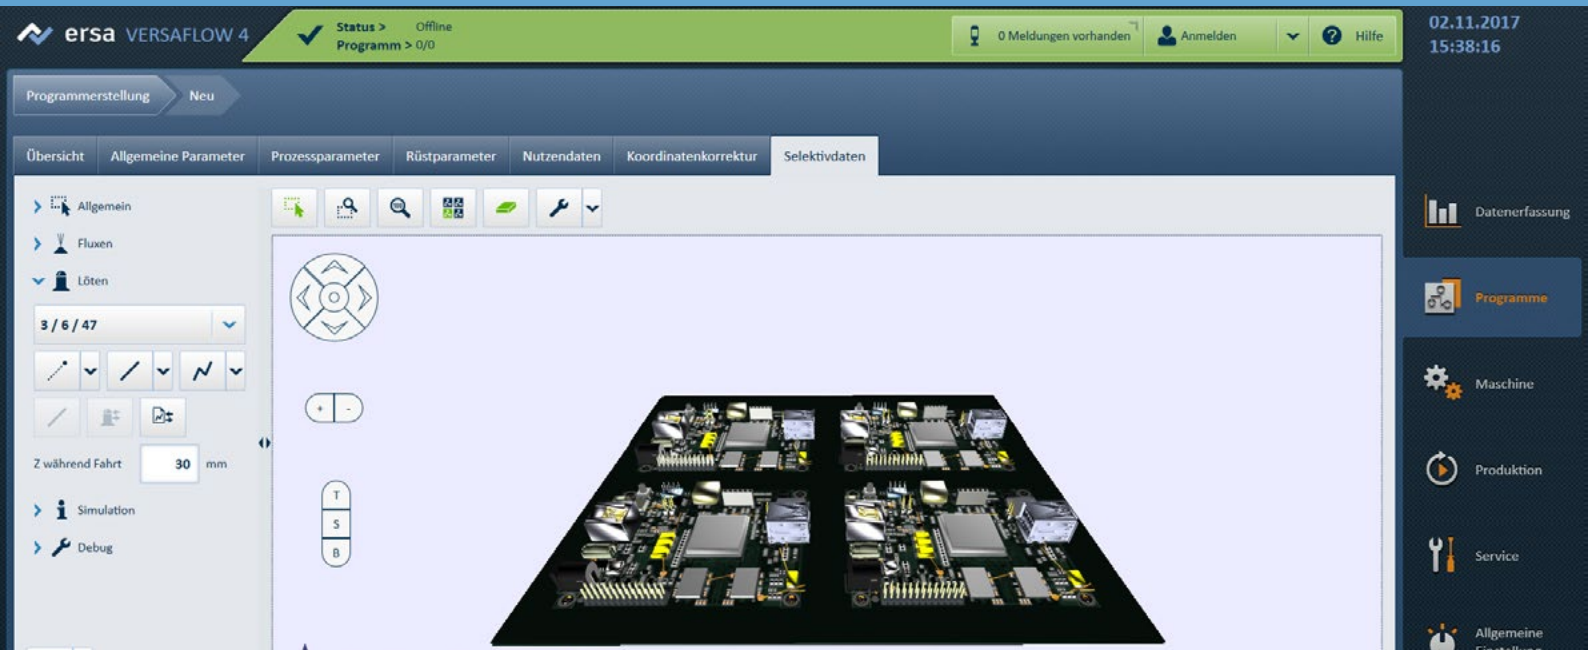 ersa VERSAFLOW 4
Status > Offline
Programm > 0/0
0 Meldungen vorhanden
Anmelden
Hilfe
02.11.2017
15:38:16
Programmerstellung
Neu
Übersicht
Allgemeine Parameter
Prozessparameter
Rüstparameter
Nutzendaten
Koordinatenkorrektur
Selektivdaten
Allgemein
Fluxen
Löten
3 / 6 / 47
Z während Fahrt 30 mm
Simulation
Debug
+ -
T
S
B
Datenerfassung
Programme
Maschine
Produktion
Service
Allgemeine
Einstellung